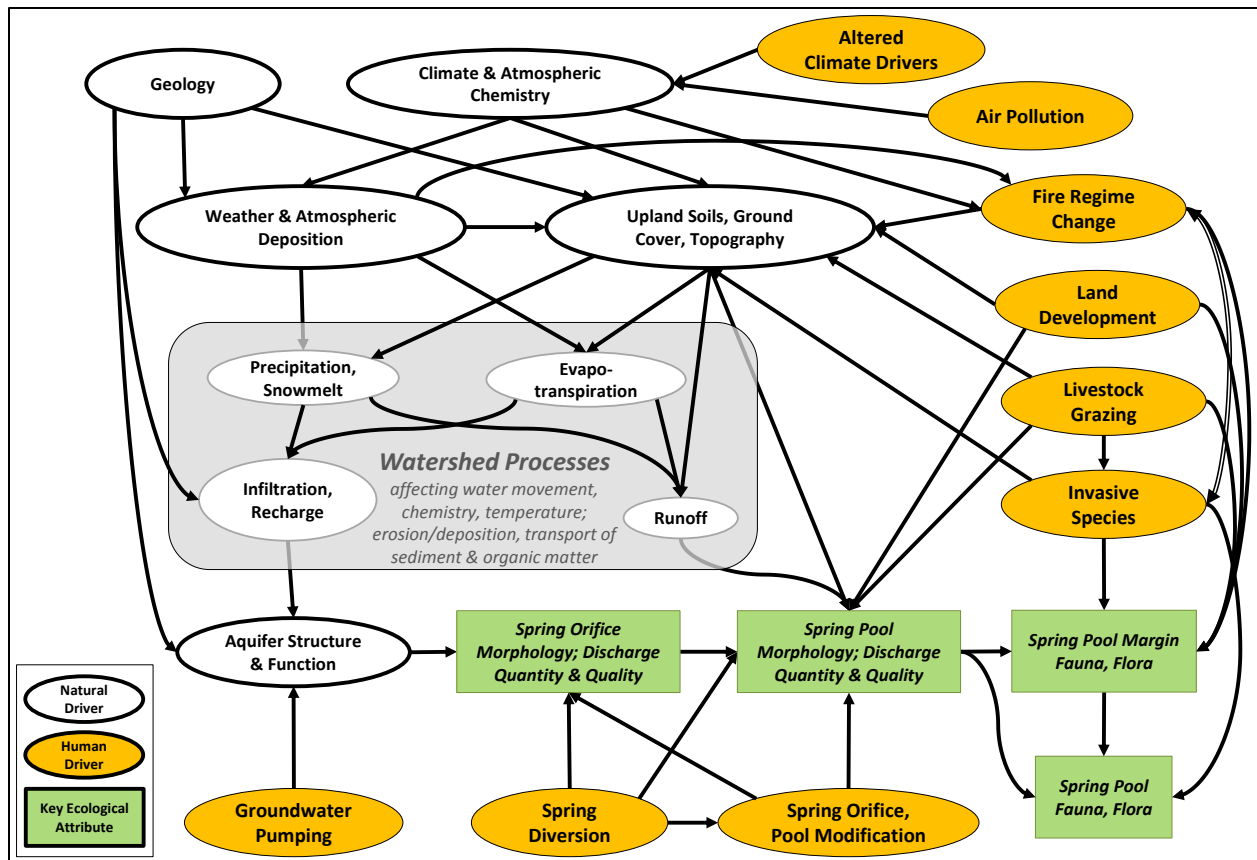 Altered
Climate Drivers
Geology
Climate & Atmospheric
Chemistry
Air Pollution
Weather & Atmospheric
Deposition
Upland Soils, Ground
Cover, Topography
Fire Regime
Change
Land
Development
Precipitation,
Snowmelt
Evapo-
transpiration
Livestock
Grazing
Watershed Processes
affecting water movement,
chemistry, temperature;
erosion/deposition, transport of
sediment & organic matter
Infiltration,
Recharge
Runoff
Invasive
Species
Aquifer Structure
& Function
Spring Orifice
Morphology; Discharge
Quantity & Quality
Spring Pool
Morphology; Discharge
Quantity & Quality
Spring Pool Margin
Fauna, Flora
Natural
Driver
Human
Driver
Key Ecological
Attribute
Groundwater
Pumping
Spring
Diversion
Spring Orifice,
Pool Modification
Spring Pool
Fauna, Flora